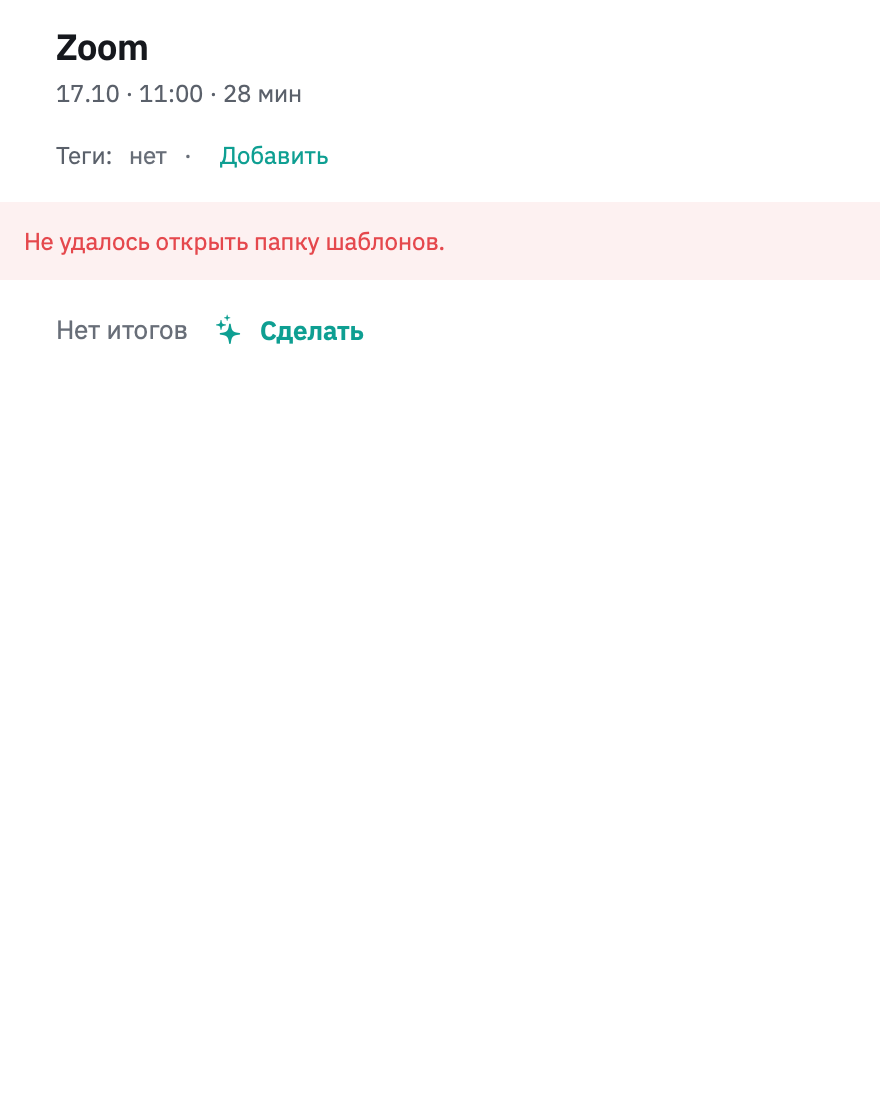 Zoom
17.10 · 11:00 · 28 мин
Теги: нет · Добавить
Не удалось открыть папку шаблонов.
Нет итогов Сделать